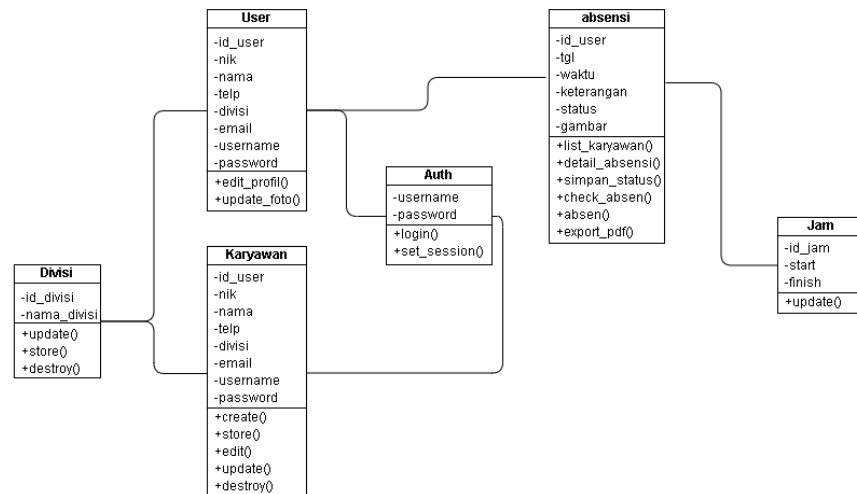 User
-id_user
-nik
-nama
-telp
-divisi
-email
-username
-password
+edit_profil()
+update_foto()
absensi
-id_user
-tgl
-waktu
-keterangan
-status
-gambar
+list_karyawan()
+detail_absensi()
+simpan_status()
+check_absen()
+absen()
+export_pdf()
Auth
-username
-password
+login()
+set_session()
Jam
-id_jam
-start
-finish
+update()
Divisi
-id_divisi
-nama_divisi
+update()
+store()
+destroy()
Karyawan
-id_user
-nik
-nama
-telp
-divisi
-email
-username
-password
+create()
+store()
+edit()
+update()
+destroy()